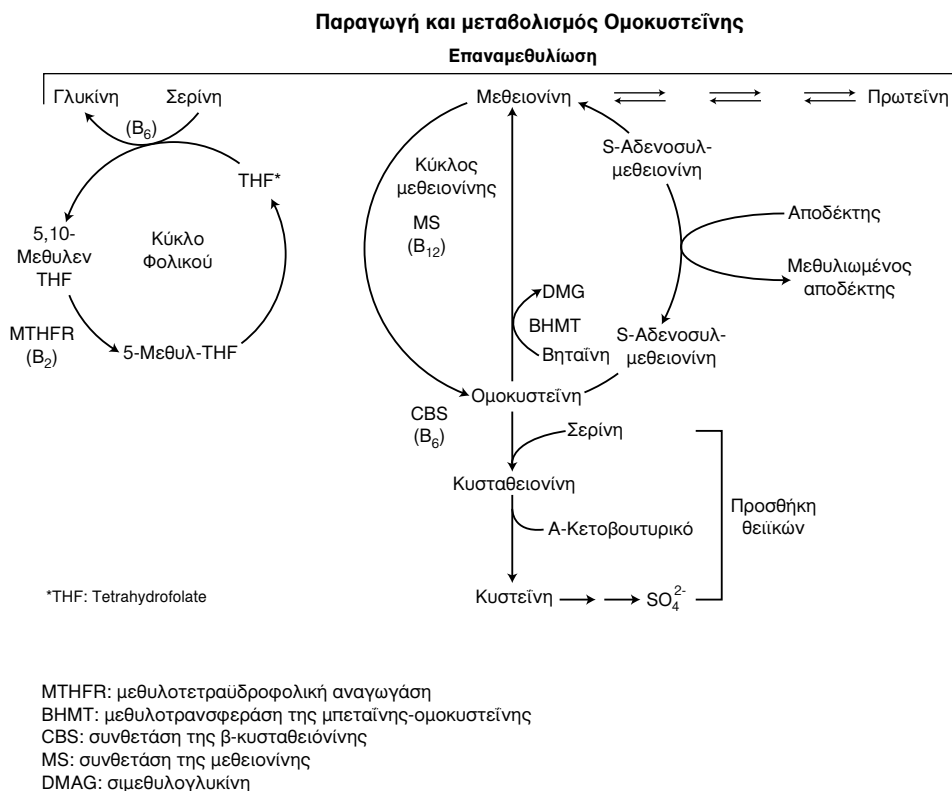 Παραγωγή και μεταβολισμός Ομοκυστεΐνης
Επαναμεθυλίωση
Γλυκίνη
Σερίνη
(B6)
THF*
5,10-
Μεθυλεν
THF
Κύκλο
Φολικού
MTHFR
(B2)
5-Μεθυλ-THF
Μεθειονίνη
Πρωτεΐνη
Κύκλος
μεθειονίνης
MS
(B12)
S-Αδενοσυλ-
μεθειονίνη
Αποδέκτης
Μεθυλιωμένος
αποδέκτης
DMG
BHMT
Βηταΐνη
S-Αδενοσυλ-
μεθειονίνη
Ομοκυστεΐνη
CBS
(B6)
Σερίνη
Κυσταθειονίνη
Α-Κετοβουτυρικό
Προσθήκη
θειϊκών
Κυστεΐνη
SO4 2-
*THF: Tetrahydrofolate
MTHFR: μεθυλοτετραϋδροφολική αναγωγάση
BHMT: μεθυλοτρανσφεράση της μπεταΐνης-ομοκυστεΐνης
CBS: συνθετάση της β-κυσταθειόνίνης
MS: συνθετάση της μεθειονίνης
DMAG: σιμεθυλογλυκίνη